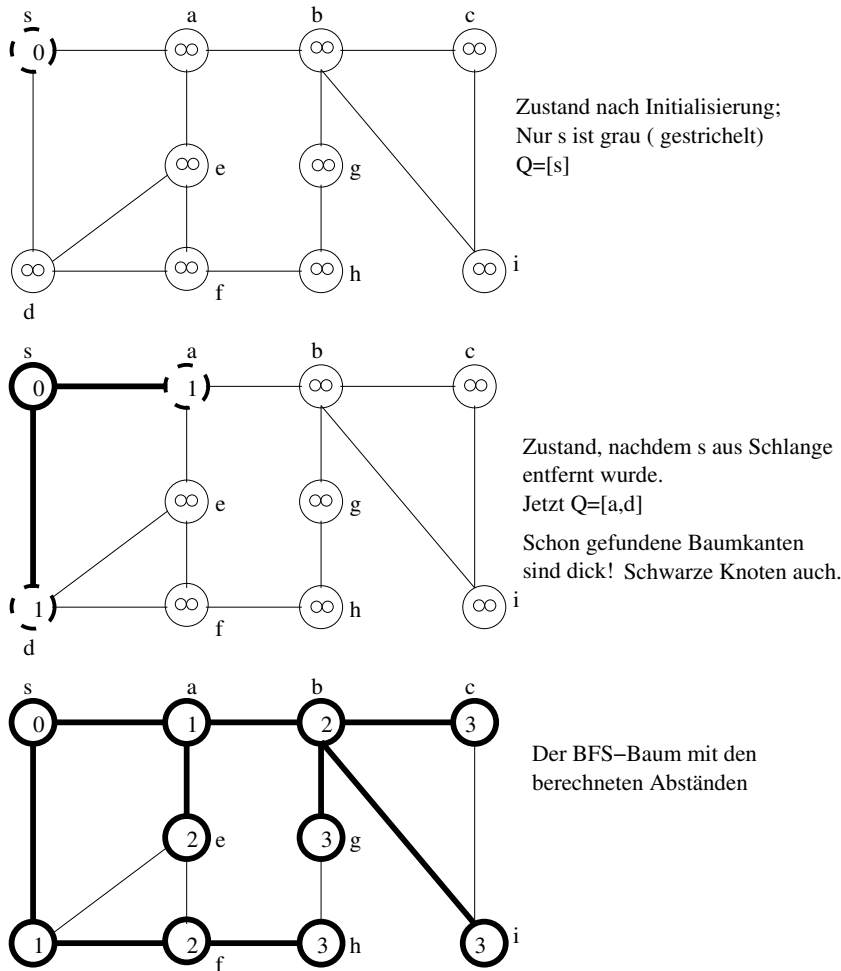 s a b c
0 ∞ ∞ ∞
Zustand nach Initialisierung;
Nur s ist grau ( gestrichelt)
Q=[s]
∞ e ∞ g
∞ ∞ ∞ h ∞ i
d f
s a b c
0 1 ∞ ∞
Zustand, nachdem s aus Schlange
entfernt wurde.
Jetzt Q=[a,d]
Schon gefundene Baumkanten
sind dick! Schwarze Knoten auch.
∞ e ∞ g
1 ∞ ∞ h ∞ i
d f
s a b c
0 1 2 3
Der BFS−Baum mit den
berechneten Abständen
2 e 3 g
1 2 3 h 3 i
f